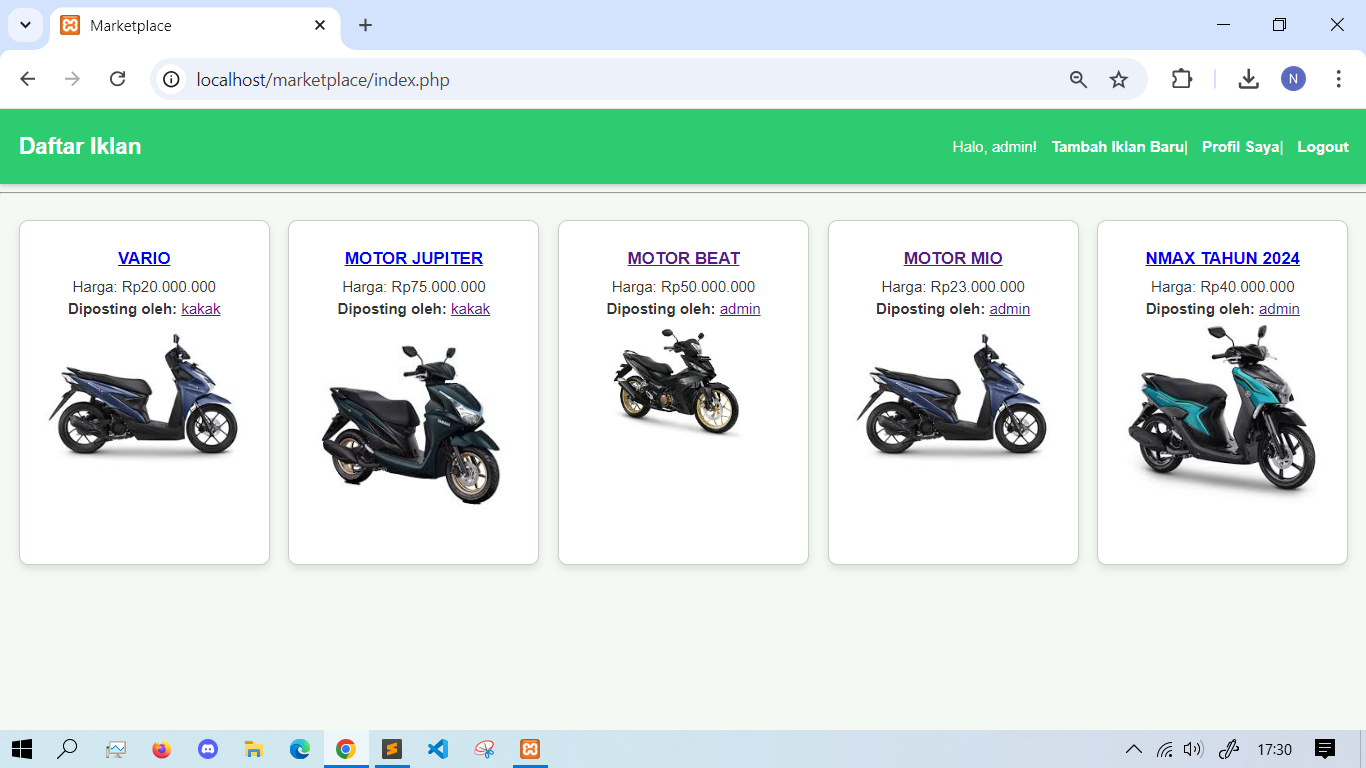 Marketplace
localhost/marketplace/index.php
N
Daftar Iklan
Halo, admin! Tambah Iklan Baru| Profil Saya| Logout
VARIO
Harga: Rp20.000.000
Diposting oleh: kakak
MOTOR JUPITER
Harga: Rp75.000.000
Diposting oleh: kakak
MOTOR BEAT
Harga: Rp50.000.000
Diposting oleh: admin
MOTOR MIO
Harga: Rp23.000.000
Diposting oleh: admin
NMAX TAHUN 2024
Harga: Rp40.000.000
Diposting oleh: admin
17:30